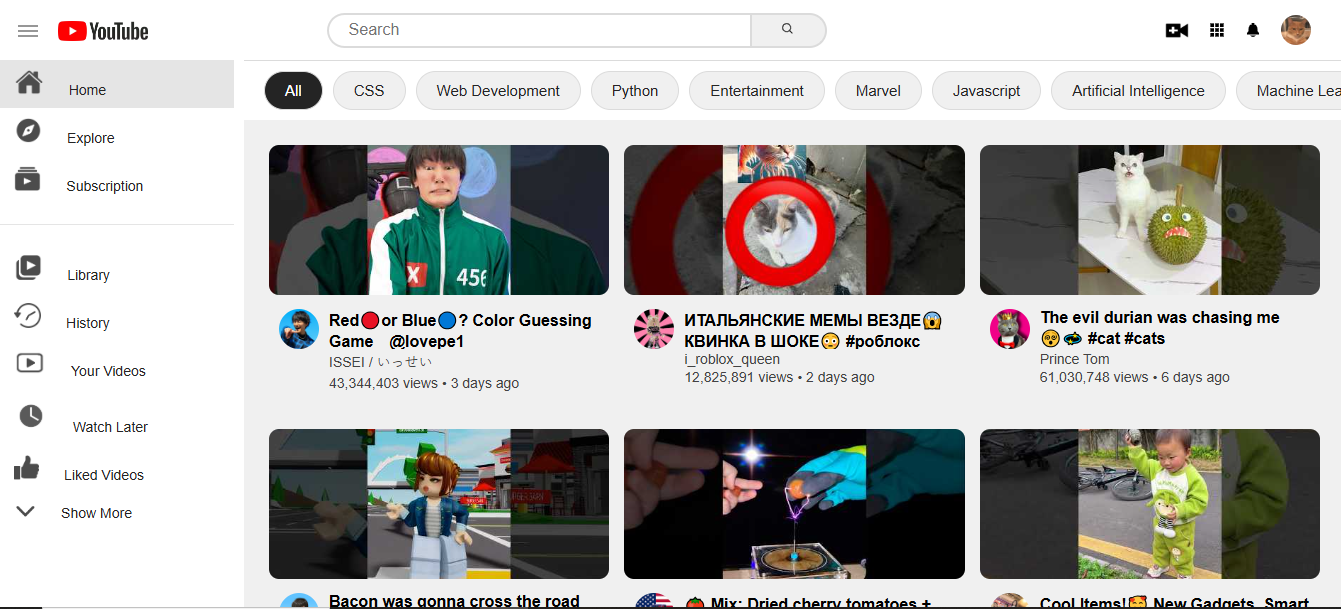 YouTube
Search
Home
Explore
Subscription
Library
History
Your Videos
Watch Later
Liked Videos
Show More
All
CSS
Web Development
Python
Entertainment
Marvel
Javascript
Artificial Intelligence
Machine Lea
456
Red🔴or Blue🔵? Color Guessing
Game @lovepe1
ISSEI / いっせい
43,344,403 views • 3 days ago
ИТАЛЬЯНСКИЕ МЕМЫ ВЕЗДЕ😱
КВИНКА В ШОКЕ😳 #роблокс
i_roblox_queen
12,825,891 views • 2 days ago
The evil durian was chasing me
😵‍💫 #cat #cats
Prince Tom
61,030,748 views • 6 days ago
Bacon was gonna cross the road
🍅 Mix: Dried cherry tomatoes +
Cool Items!🥰 New Gadgets, Smart